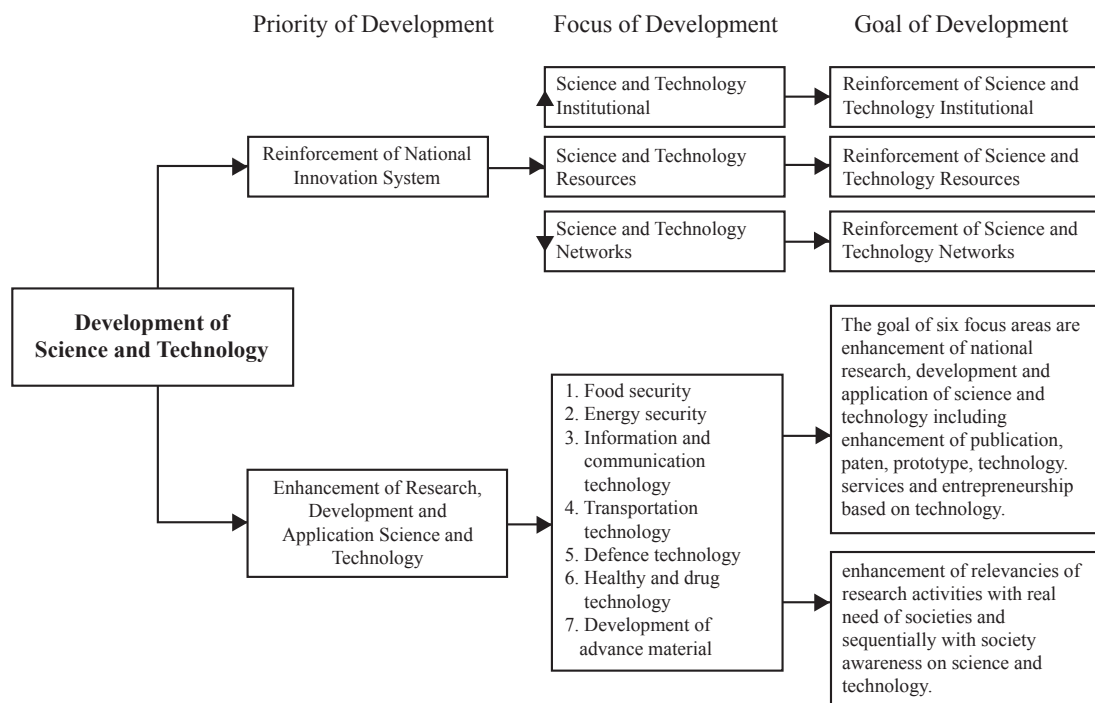 Priority of Development
Focus of Development
Goal of Development
Science and Technology
Institutional
Reinforcement of Science and
Technology Institutional
Reinforcement of National
Innovation System
Science and Technology
Resources
Reinforcement of Science and
Technology Resources
Science and Technology
Networks
Reinforcement of Science and
Technology Networks
Development of
Science and Technology
Enhancement of Research,
Development and
Application Science and
Technology
1. Food security
2. Energy security
3. Information and
communication
technology
4. Transportation
technology
5. Defence technology
6. Healthy and drug
technology
7. Development of
advance material
The goal of six focus areas are
enhancement of national
research, development and
application of science and
technology including
enhancement of publication,
paten, prototype, technology.
services and entrepreneurship
based on technology.
enhancement of relevancies of
research activities with real
need of societies and
sequentially with society
awareness on science and
technology.